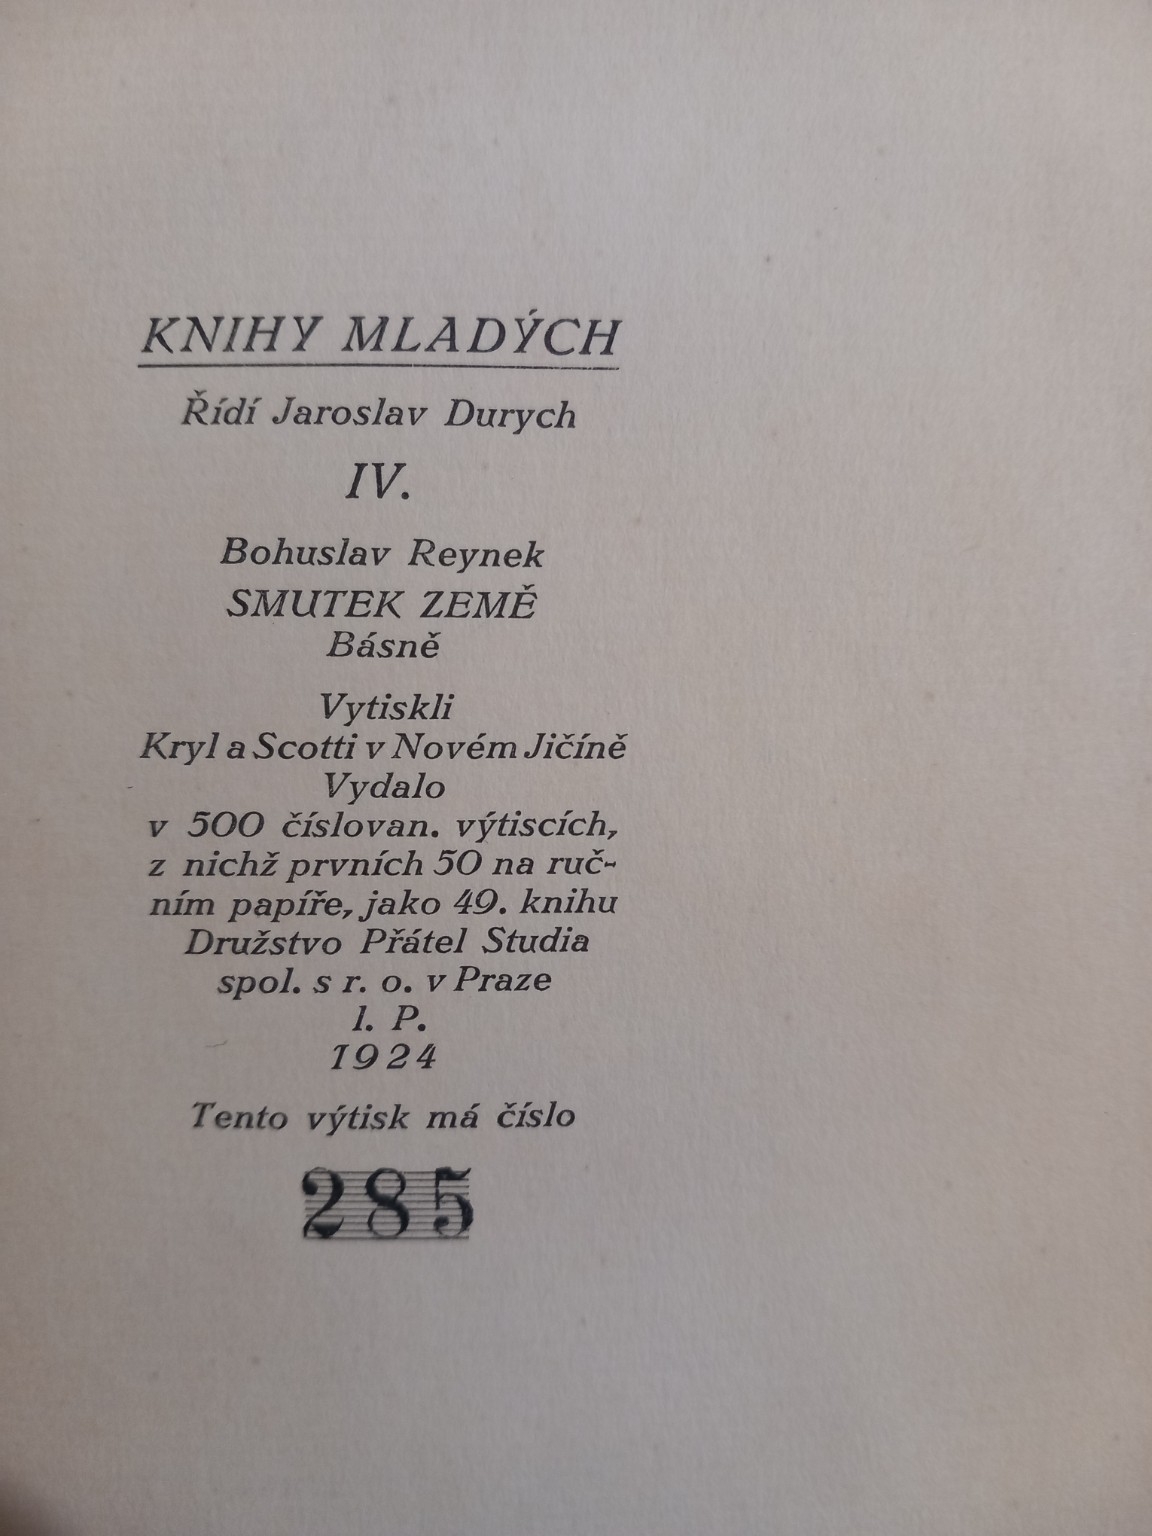 KNIHY MLADÝCH
Řídí Jaroslav Durych
IV.
Bohuslav Reynek
SMUTEK ZEMĚ
Básně
Vytiskli
Kryl a Scotti v Novém Jičíně
Vydalo
v 500 číslovan. výtiscích,
z nichž prvních 50 na ruč-
ním papíře, jako 49. knihu
Družstvo Přátel Studia
spol. s r. o. v Praze
l. P.
1924
Tento výtisk má číslo
285